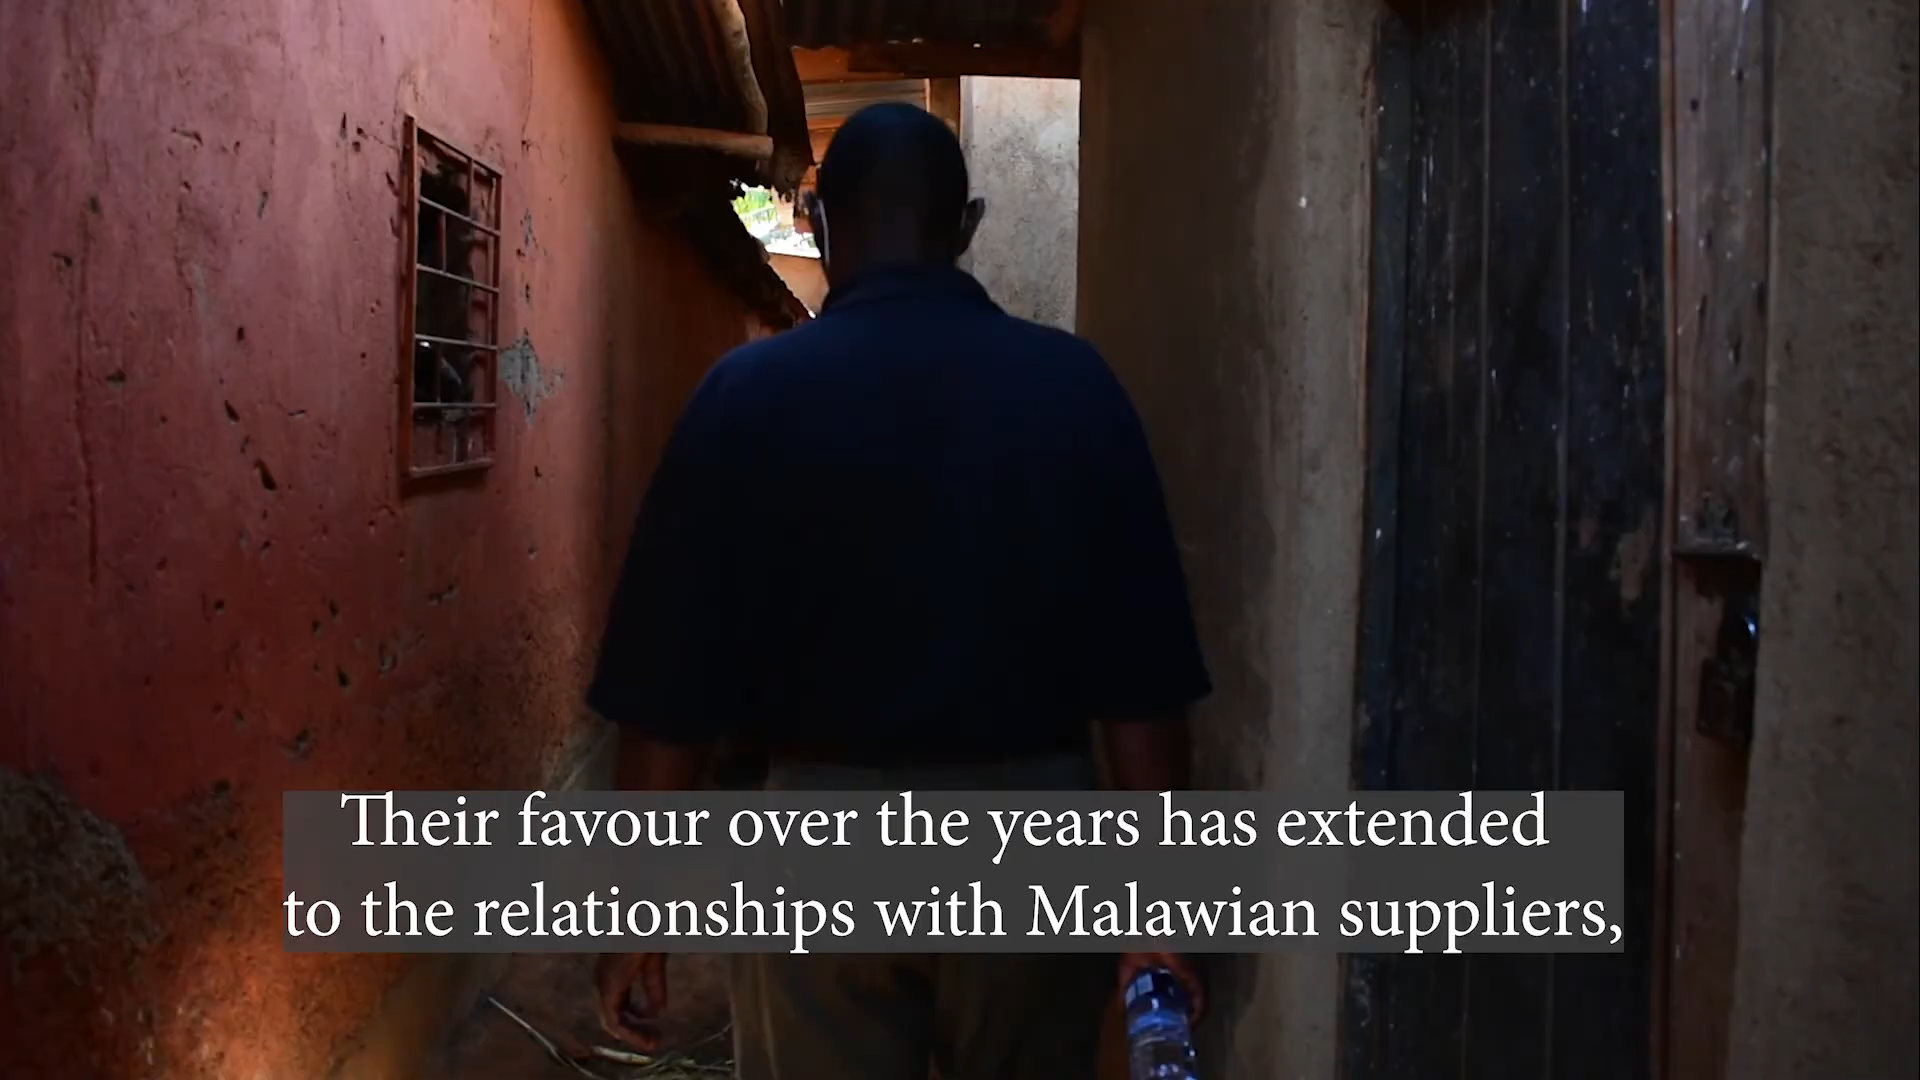 Their favour over the years has extended
to the relationships with Malawian suppliers,